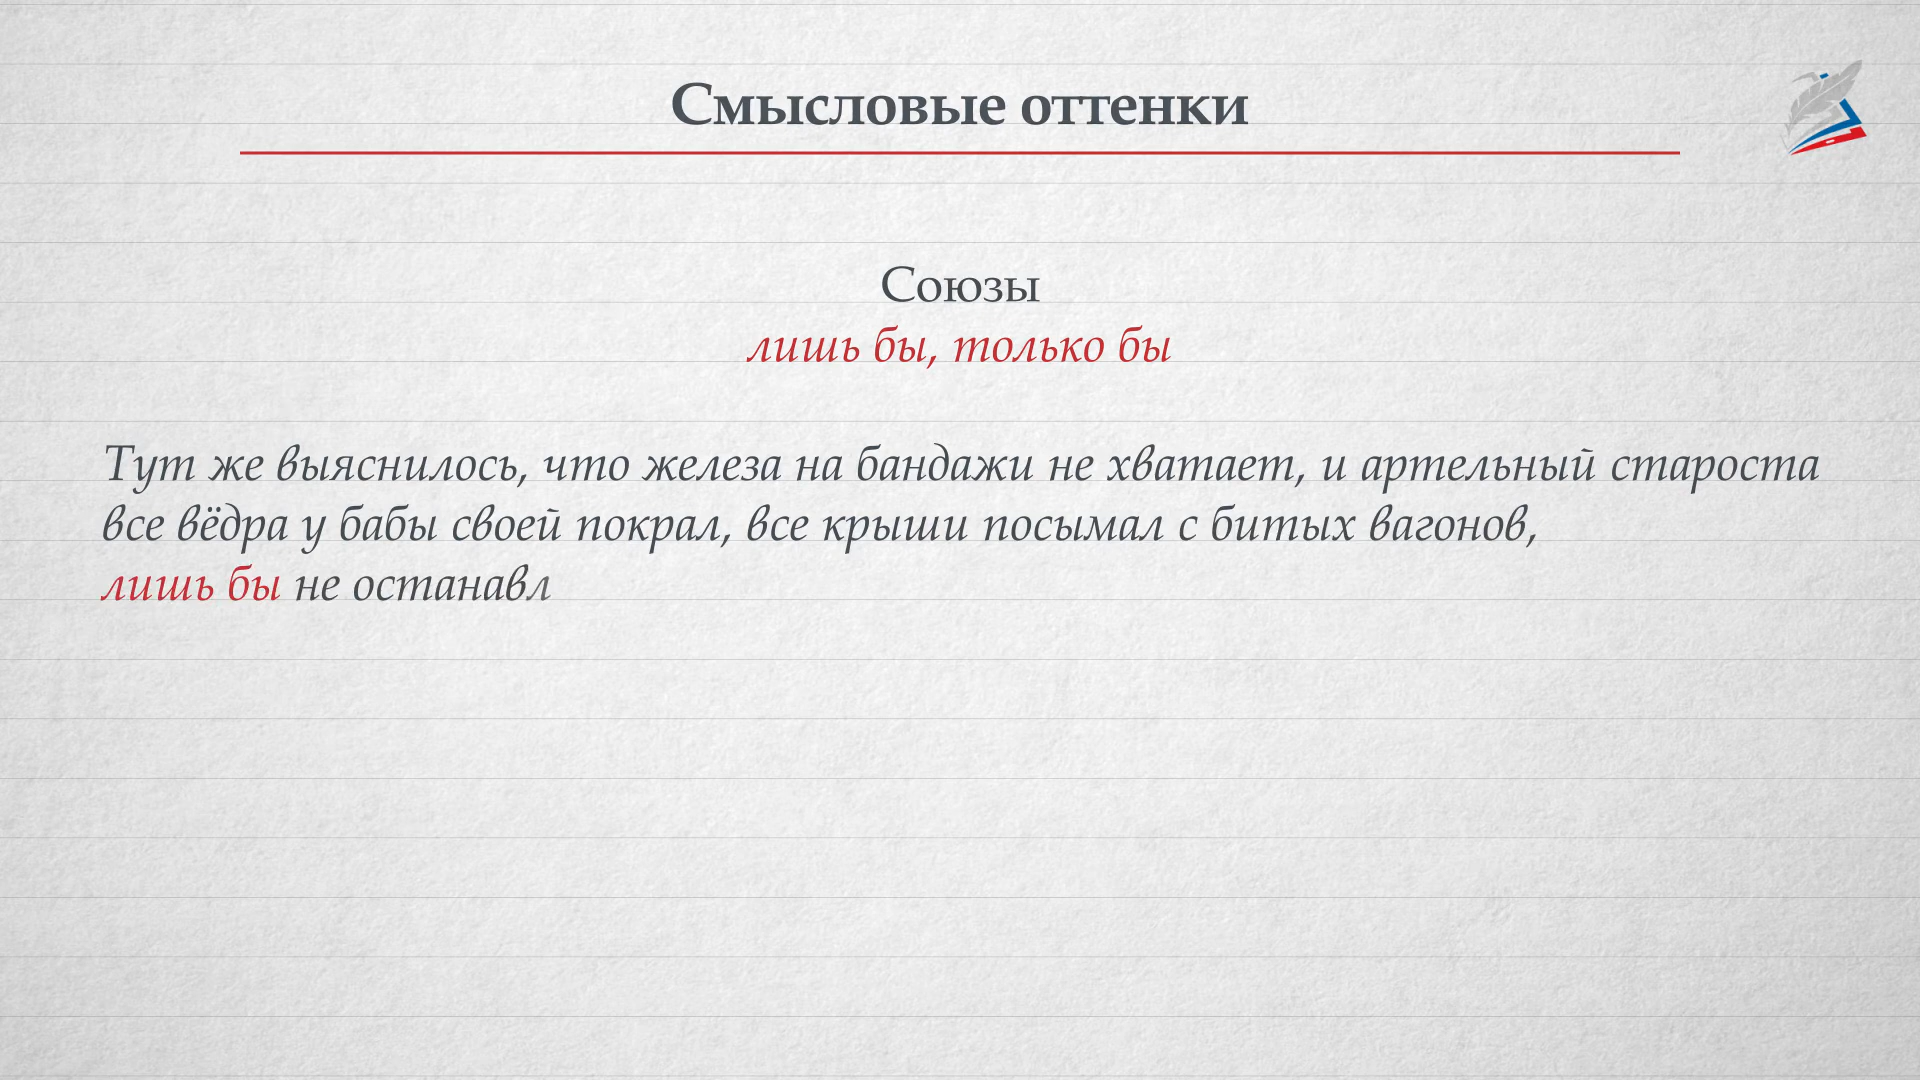 Смысловые оттенки
Союзы
лишь бы, только бы
Тут же выяснилось, что железа на бандажи не хватает, и артельный староста
все вёдра у бабы своей покрал, все крыши посымал с битых вагонов,
лишь бы не останавл